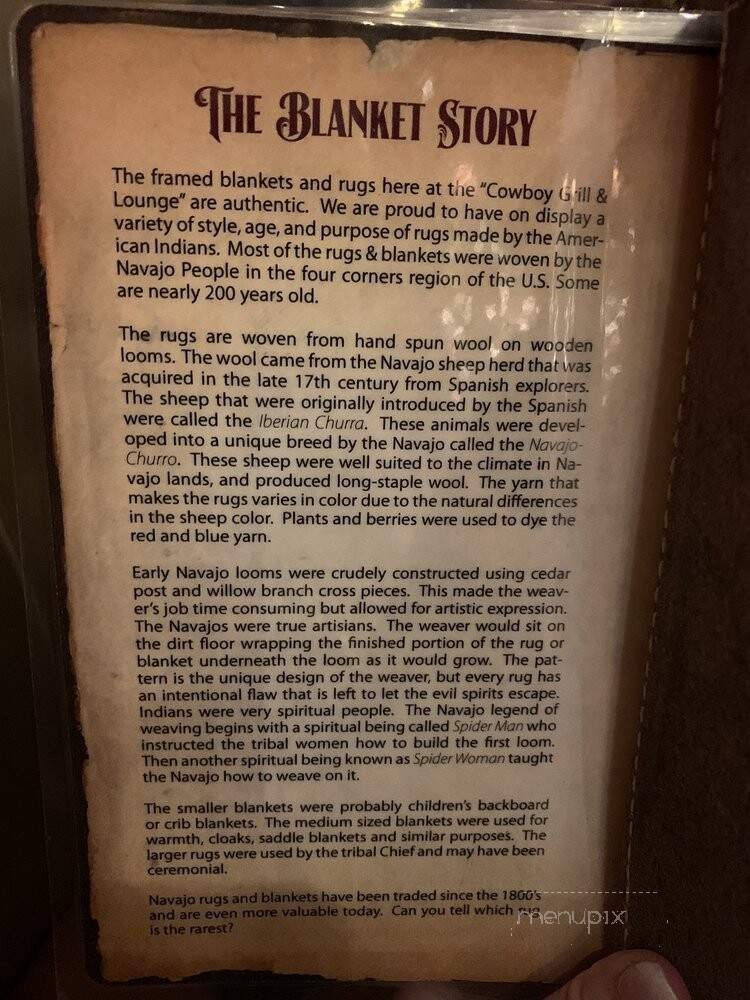 THE BLANKET STORY
The framed blankets and rugs here at the "Cowboy Grill &
Lounge" are authentic. We are proud to have on display a
variety of style, age, and purpose of rugs made by the Amer-
ican Indians. Most of the rugs & blankets were woven by the
Navajo People in the four corners region of the U.S. Some
are nearly 200 years old.
The rugs are woven from hand spun wool on wooden
looms. The wool came from the Navajo sheep herd that was
acquired in the late 17th century from Spanish explorers.
The sheep that were originally introduced by the Spanish
were called the Iberian Churra. These animals were devel-
oped into a unique breed by the Navajo called the Navajo-
Churro. These sheep were well suited to the climate in Na-
vajo lands, and produced long-staple wool. The yarn that
makes the rugs varies in color due to the natural differences
in the sheep color. Plants and berries were used to dye the
red and blue yarn.
Early Navajo looms were crudely constructed using cedar
post and willow branch cross pieces. This made the weav-
er's job time consuming but allowed for artistic expression.
The Navajos were true artisians. The weaver would sit on
the dirt floor wrapping the finished portion of the rug or
blanket underneath the loom as it would grow. The pat-
tern is the unique design of the weaver, but every rug has
an intentional flaw that is left to let the evil spirits escape.
Indians were very spiritual people. The Navajo legend of
weaving begins with a spiritual being called Spider Man who
instructed the tribal women how to build the first loom.
Then another spiritual being known as Spider Woman taught
the Navajo how to weave on it.
The smaller blankets were probably children's backboard
or crib blankets. The medium sized blankets were used for
warmth, cloaks, saddle blankets and similar purposes. The
larger rugs were used by the tribal Chief and may have been
ceremonial.
Navajo rugs and blankets have been traded since the 1800's
and are even more valuable today. Can you tell which rug
is the rarest?
menupix